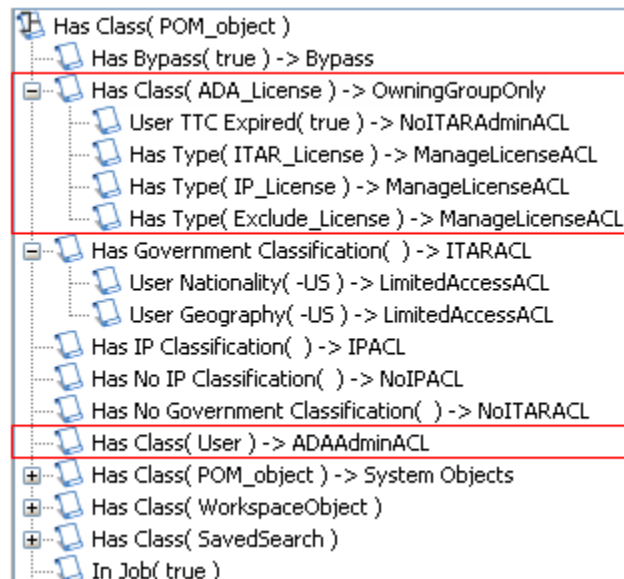 Has Class( POM_object )
Has Bypass( true ) -> Bypass
Has Class( ADA_License ) -> OwningGroupOnly
User TTC Expired( true ) -> NoITARAdminACL
Has Type( ITAR_License ) -> ManageLicenseACL
Has Type( IP_License ) -> ManageLicenseACL
Has Type( Exclude_License ) -> ManageLicenseACL
Has Government Classification(  ) -> ITARACL
User Nationality( -US ) -> LimitedAccessACL
User Geography( -US ) -> LimitedAccessACL
Has IP Classification(  ) -> IPACL
Has No IP Classification(  ) -> NoIPACL
Has No Government Classification(  ) -> NoITARACL
Has Class( User ) -> ADAAdminACL
Has Class( POM_object ) -> System Objects
Has Class( WorkspaceObject )
Has Class( SavedSearch )
In Job( true )